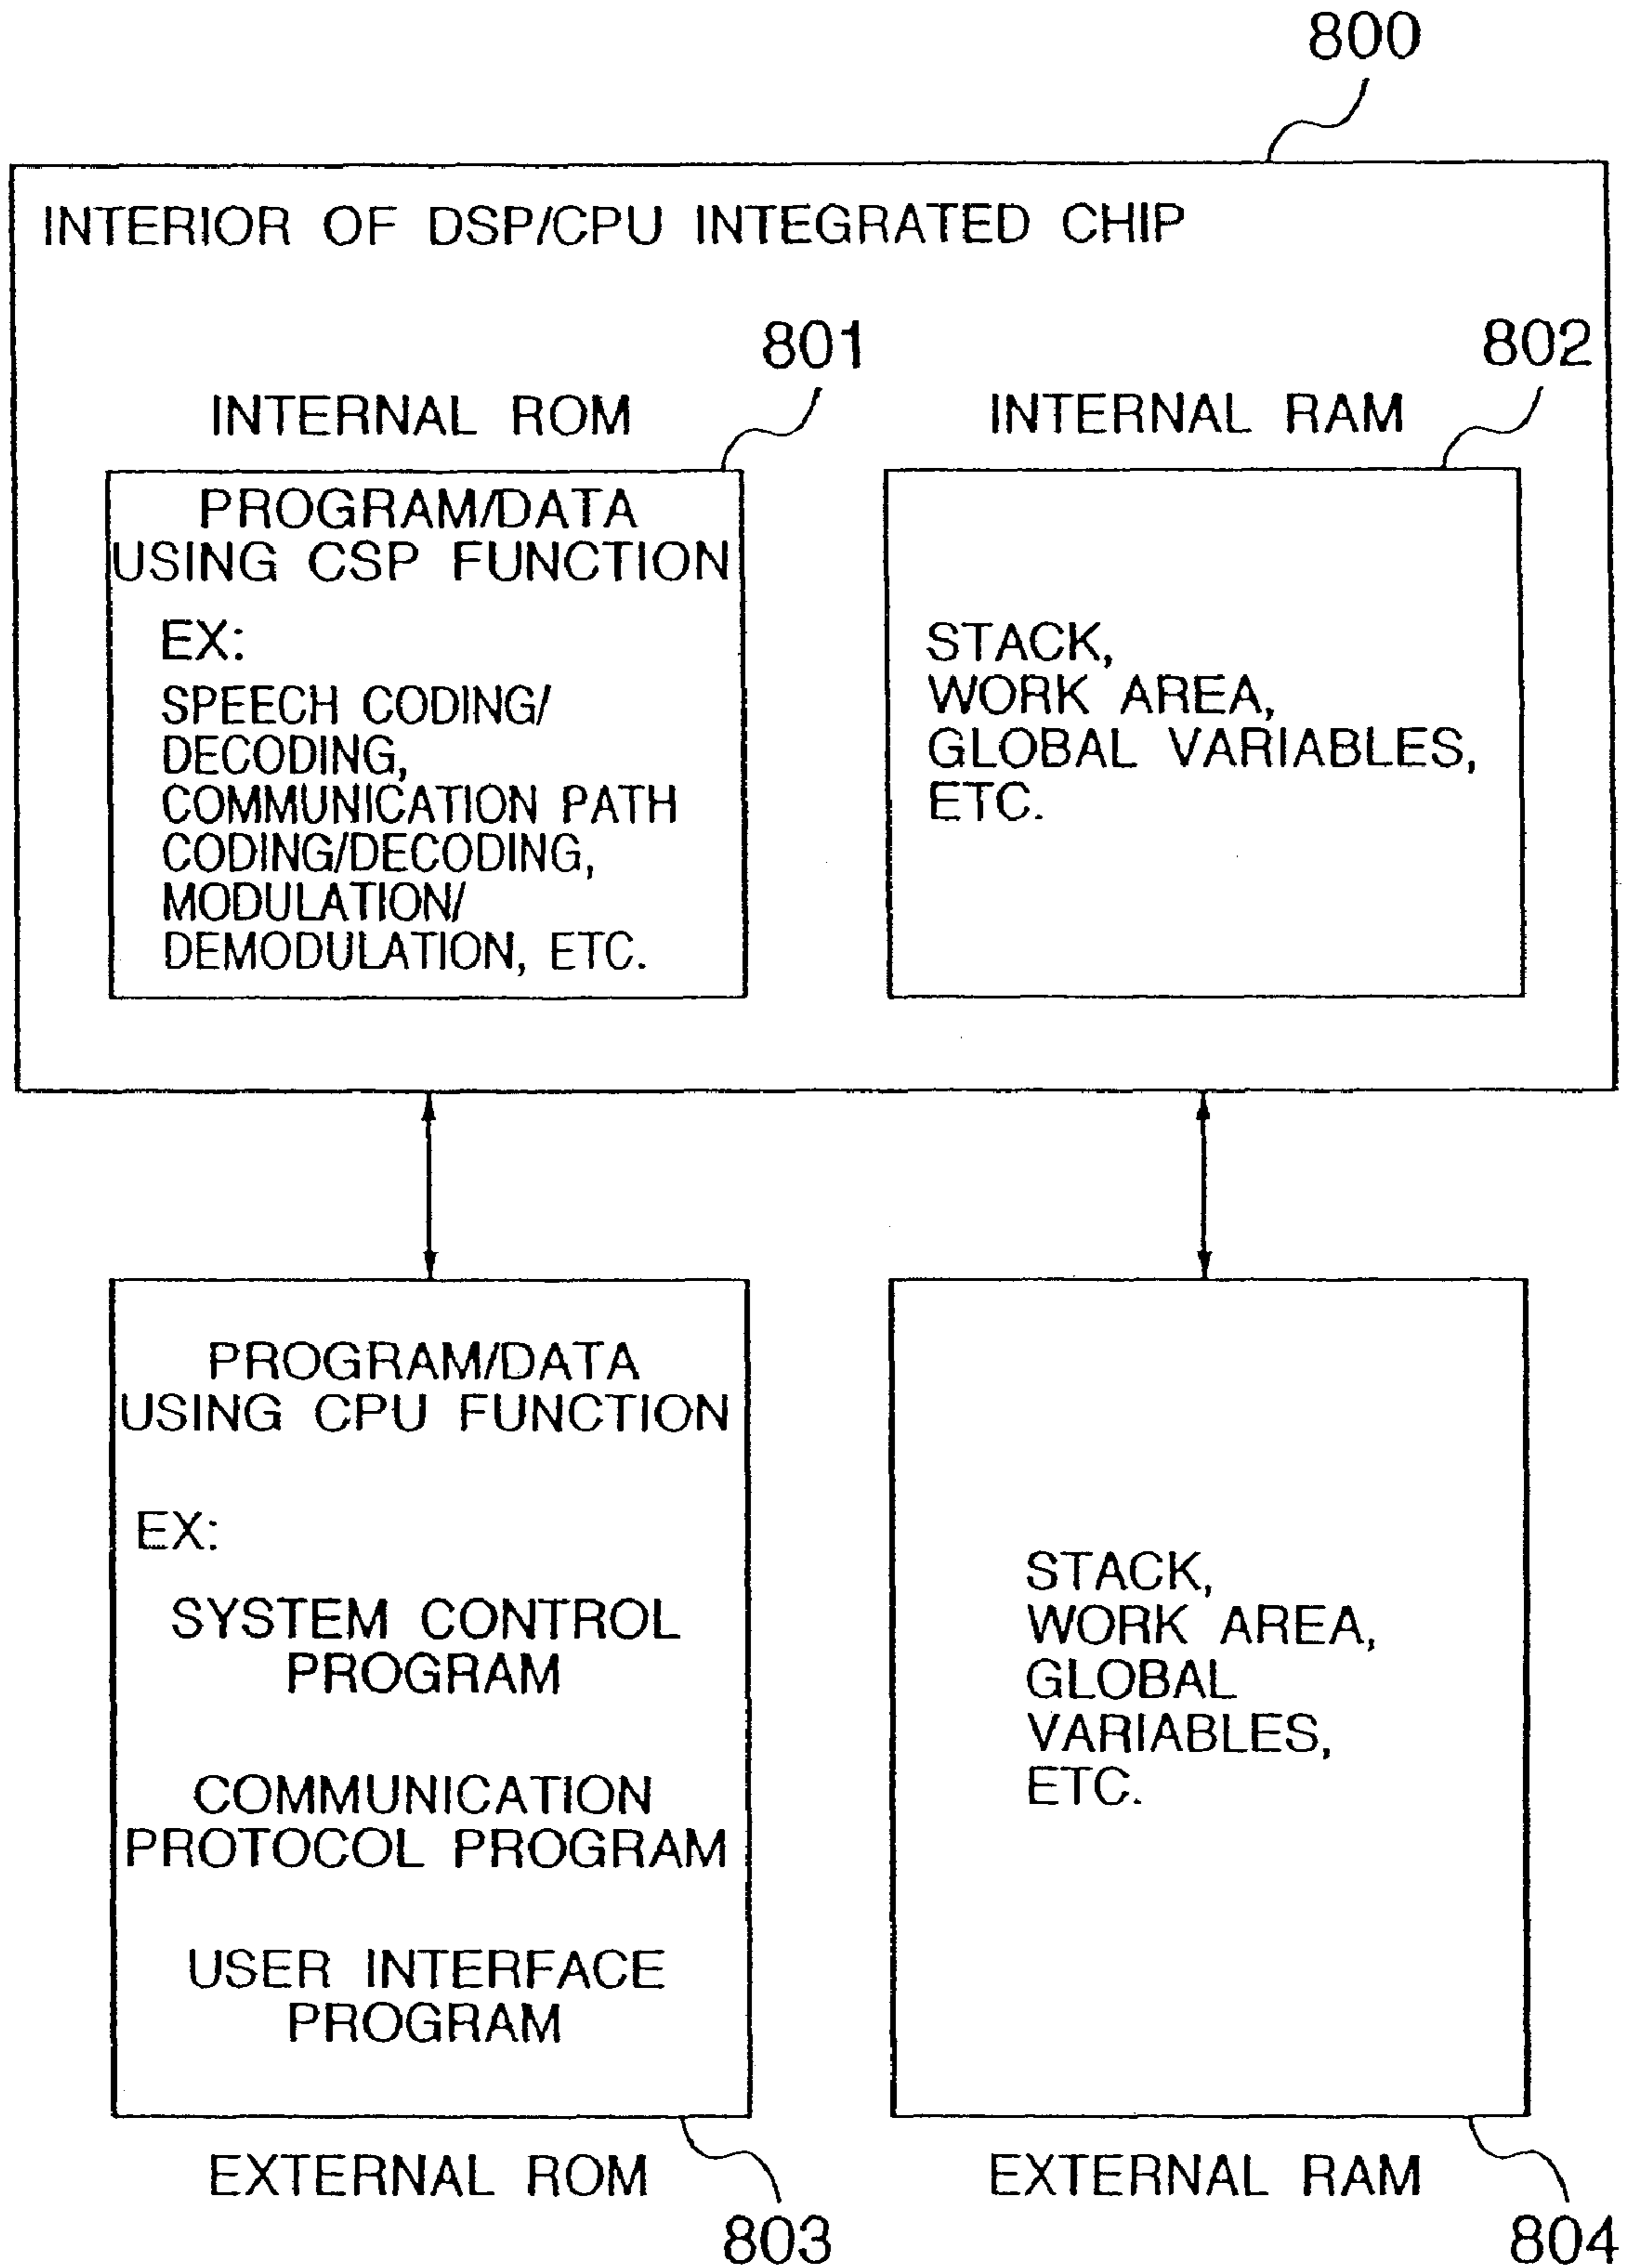 800
INTERIOR OF DSP/CPU INTEGRATED CHIP
801
INTERNAL ROM
PROGRAM/DATA
USING CSP FUNCTION
EX:
SPEECH CODING/
DECODING,
COMMUNICATION PATH
CODING/DECODING,
MODULATION/
DEMODULATION, ETC.
802
INTERNAL RAM
STACK,
WORK AREA,
GLOBAL VARIABLES,
ETC.
PROGRAM/DATA
USING CPU FUNCTION
EX:
SYSTEM CONTROL
PROGRAM
COMMUNICATION
PROTOCOL PROGRAM
USER INTERFACE
PROGRAM
EXTERNAL ROM
803
STACK,
WORK AREA,
GLOBAL
VARIABLES,
ETC.
EXTERNAL RAM
804